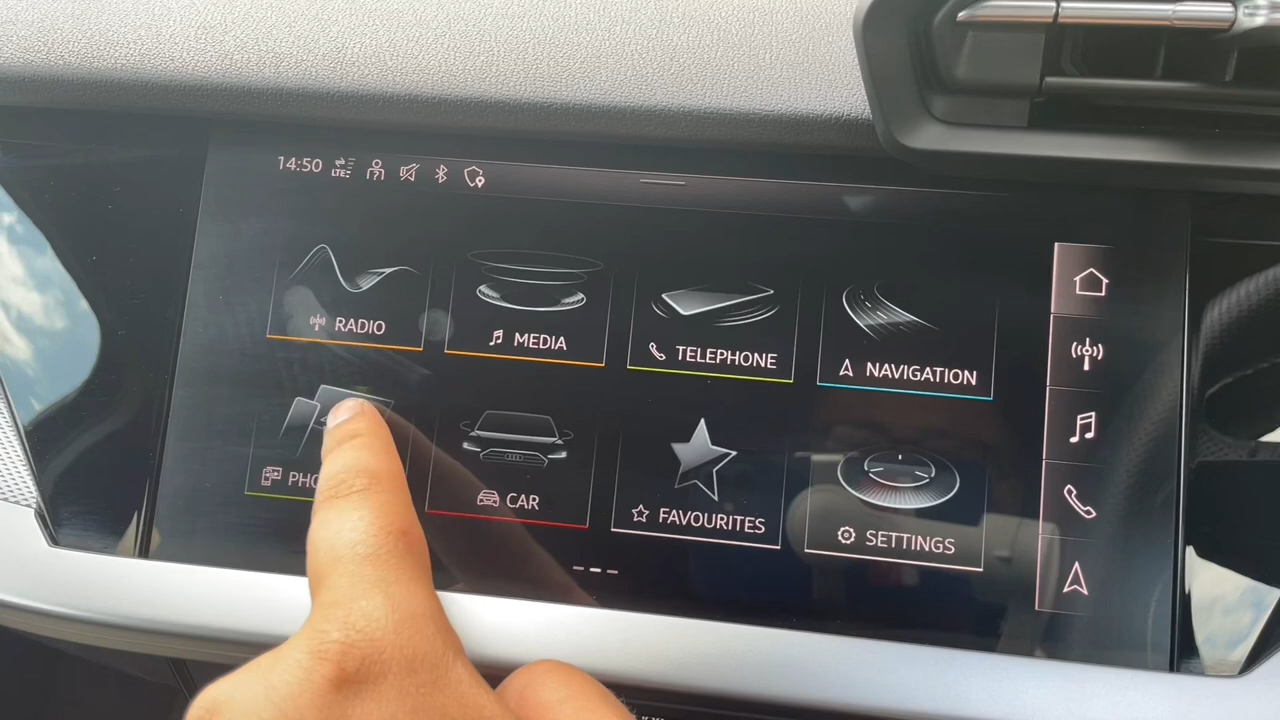 14:50 LTE
RADIO
MEDIA
TELEPHONE
NAVIGATION
PHO
CAR
FAVOURITES
SETTINGS